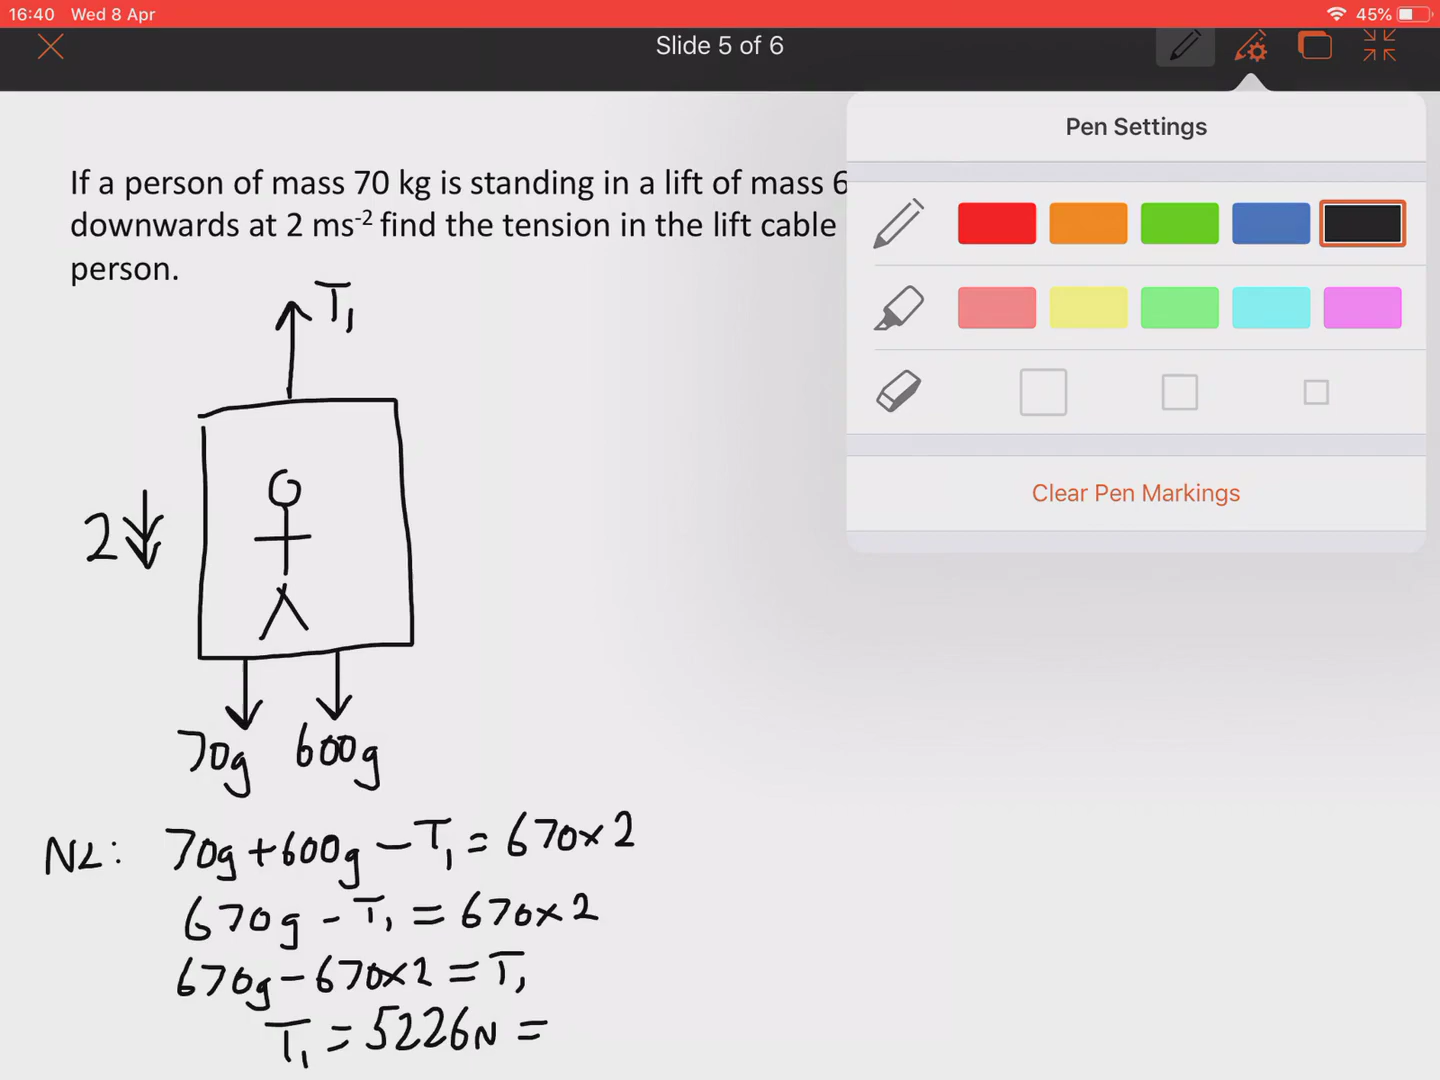 16:40 Wed 8 Apr
45%
Slide 5 of 6
Pen Settings
If a person of mass 70 kg is standing in a lift of mass 6
downwards at 2 ms⁻² find the tension in the lift cable
person.
Clear Pen Markings
T₁
2
70g 600g
NL: 70g+600g-T₁=670×2
670g-T₁=670×2
670g-670×2=T₁
T₁=5226N=